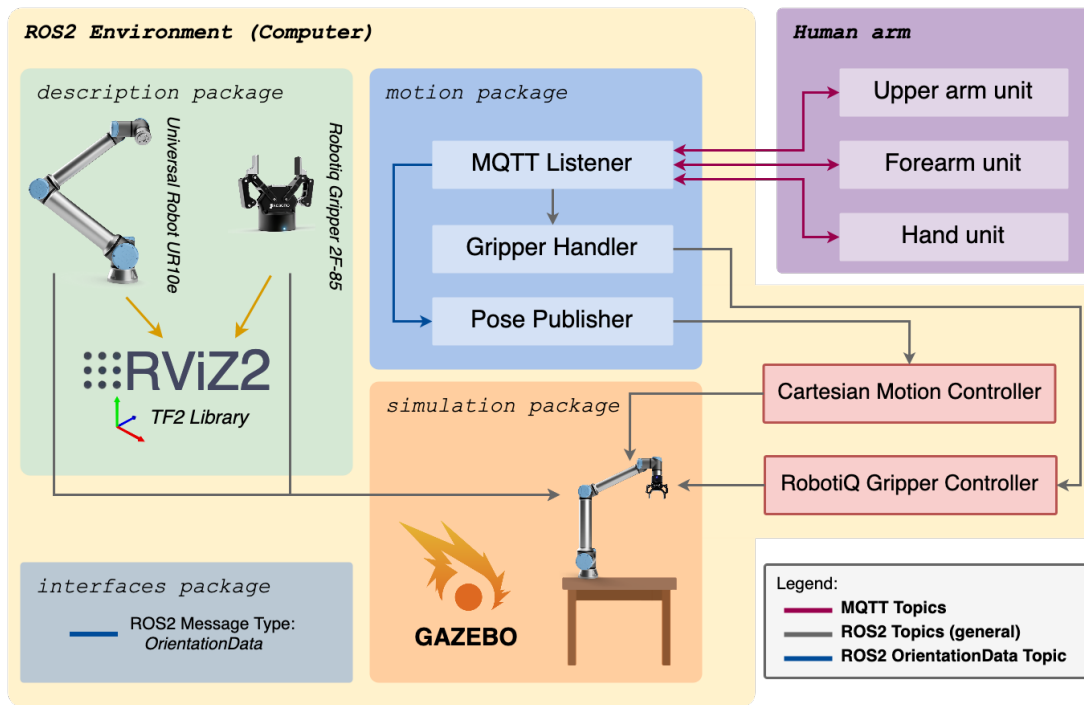 ROS2 Environment (Computer)
description package
Universal Robot UR10e
Robotiq Gripper 2F-85
RViZ2
TF2 Library
motion package
MQTT Listener
Gripper Handler
Pose Publisher
Human arm
Upper arm unit
Forearm unit
Hand unit
simulation package
GAZEBO
Cartesian Motion Controller
RobotiQ Gripper Controller
interfaces package
ROS2 Message Type:
OrientationData
Legend:
MQTT Topics
ROS2 Topics (general)
ROS2 OrientationData Topic